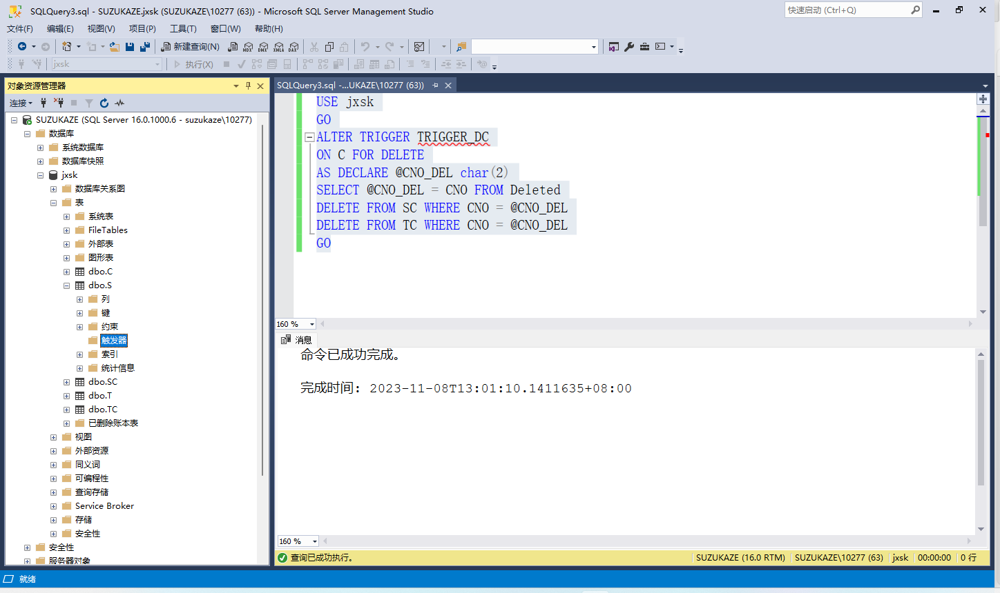 SQLQuery3.sql - SUZUKAZE.jxsk (SUZUKAZE\10277 (63)) - Microsoft SQL Server Management Studio
快速启动 (Ctrl+Q)
文件(F) 编辑(E) 视图(V) 项目(P) 工具(T) 窗口(W) 帮助(H)
新建查询(N)
MDX DMX XMLA DAX
jxsk
执行(X)
对象资源管理器
连接
SUZUKAZE (SQL Server 16.0.1000.6 - suzukaze\10277)
数据库
系统数据库
数据库快照
jxsk
数据库关系图
表
系统表
FileTables
外部表
图形表
dbo.C
dbo.S
列
键
约束
触发器
索引
统计信息
dbo.SC
dbo.T
dbo.TC
已删除账本表
视图
外部资源
同义词
可编程性
查询存储
Service Broker
存储
安全性
安全性
服务器对象
SQLQuery3.sql -...UKAZE\10277 (63))
USE jxsk
GO
ALTER TRIGGER TRIGGER_DC
ON C FOR DELETE
AS DECLARE @CNO_DEL char(2)
SELECT @CNO_DEL = CNO FROM Deleted
DELETE FROM SC WHERE CNO = @CNO_DEL
DELETE FROM TC WHERE CNO = @CNO_DEL
GO
160 %
消息
命令已成功完成。
完成时间: 2023-11-08T13:01:10.1411635+08:00
160 %
查询已成功执行。
SUZUKAZE (16.0 RTM) SUZUKAZE\10277 (63) jxsk 00:00:00 0 行
就绪